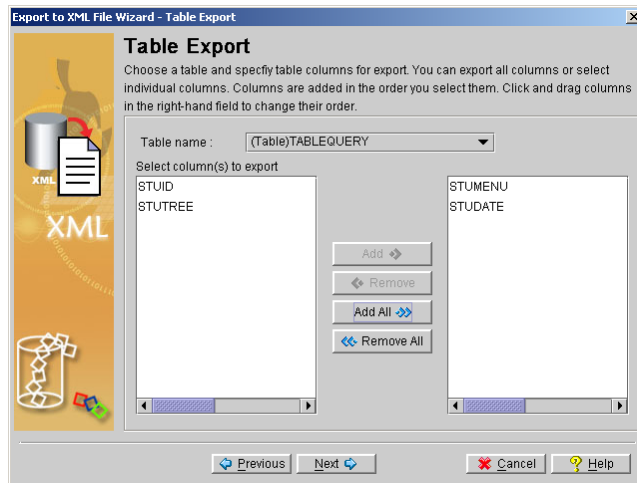 Export to XML File Wizard - Table Export
Table Export
Choose a table and specfiy table columns for export. You can export all columns or select
individual columns. Columns are added in the order you select them. Click and drag columns
in the right-hand field to change their order.
Table name :
(Table)TABLEQUERY
Select column(s) to export
STUID
STUTREE
STUMENU
STUDATE
Add
Remove
Add All
Remove All
XML
XML
Previous
Next
Cancel
Help